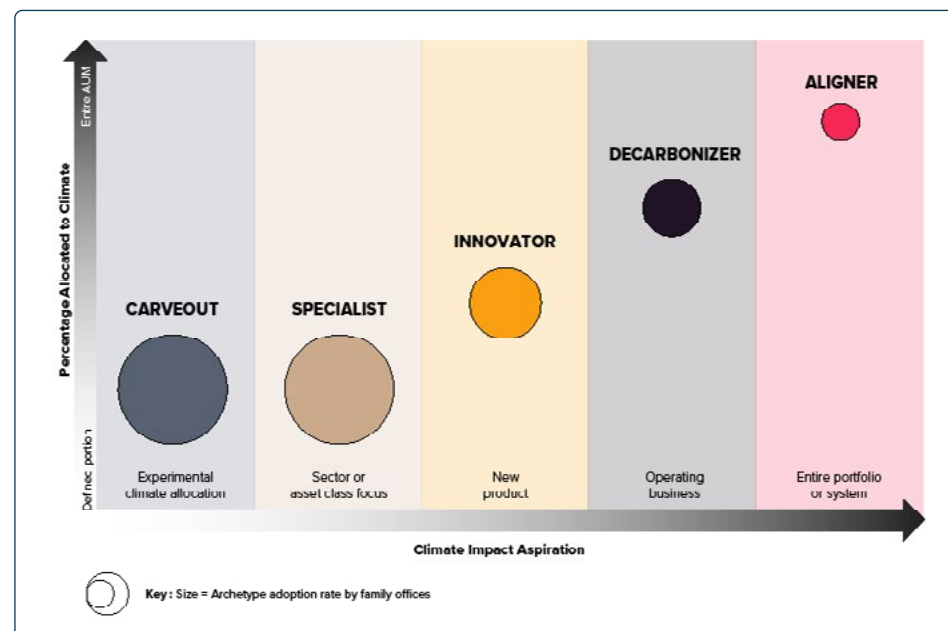 Entire AUM
Percentage Allocated to Climate
Defined portion
CARVEOUT
SPECIALIST
INNOVATOR
DECARBONIZER
ALIGNER
Experimental
climate allocation
Sector or
asset class focus
New
product
Operating
business
Entire portfolio
or system
Climate Impact Aspiration
Key: Size = Archetype adoption rate by family offices